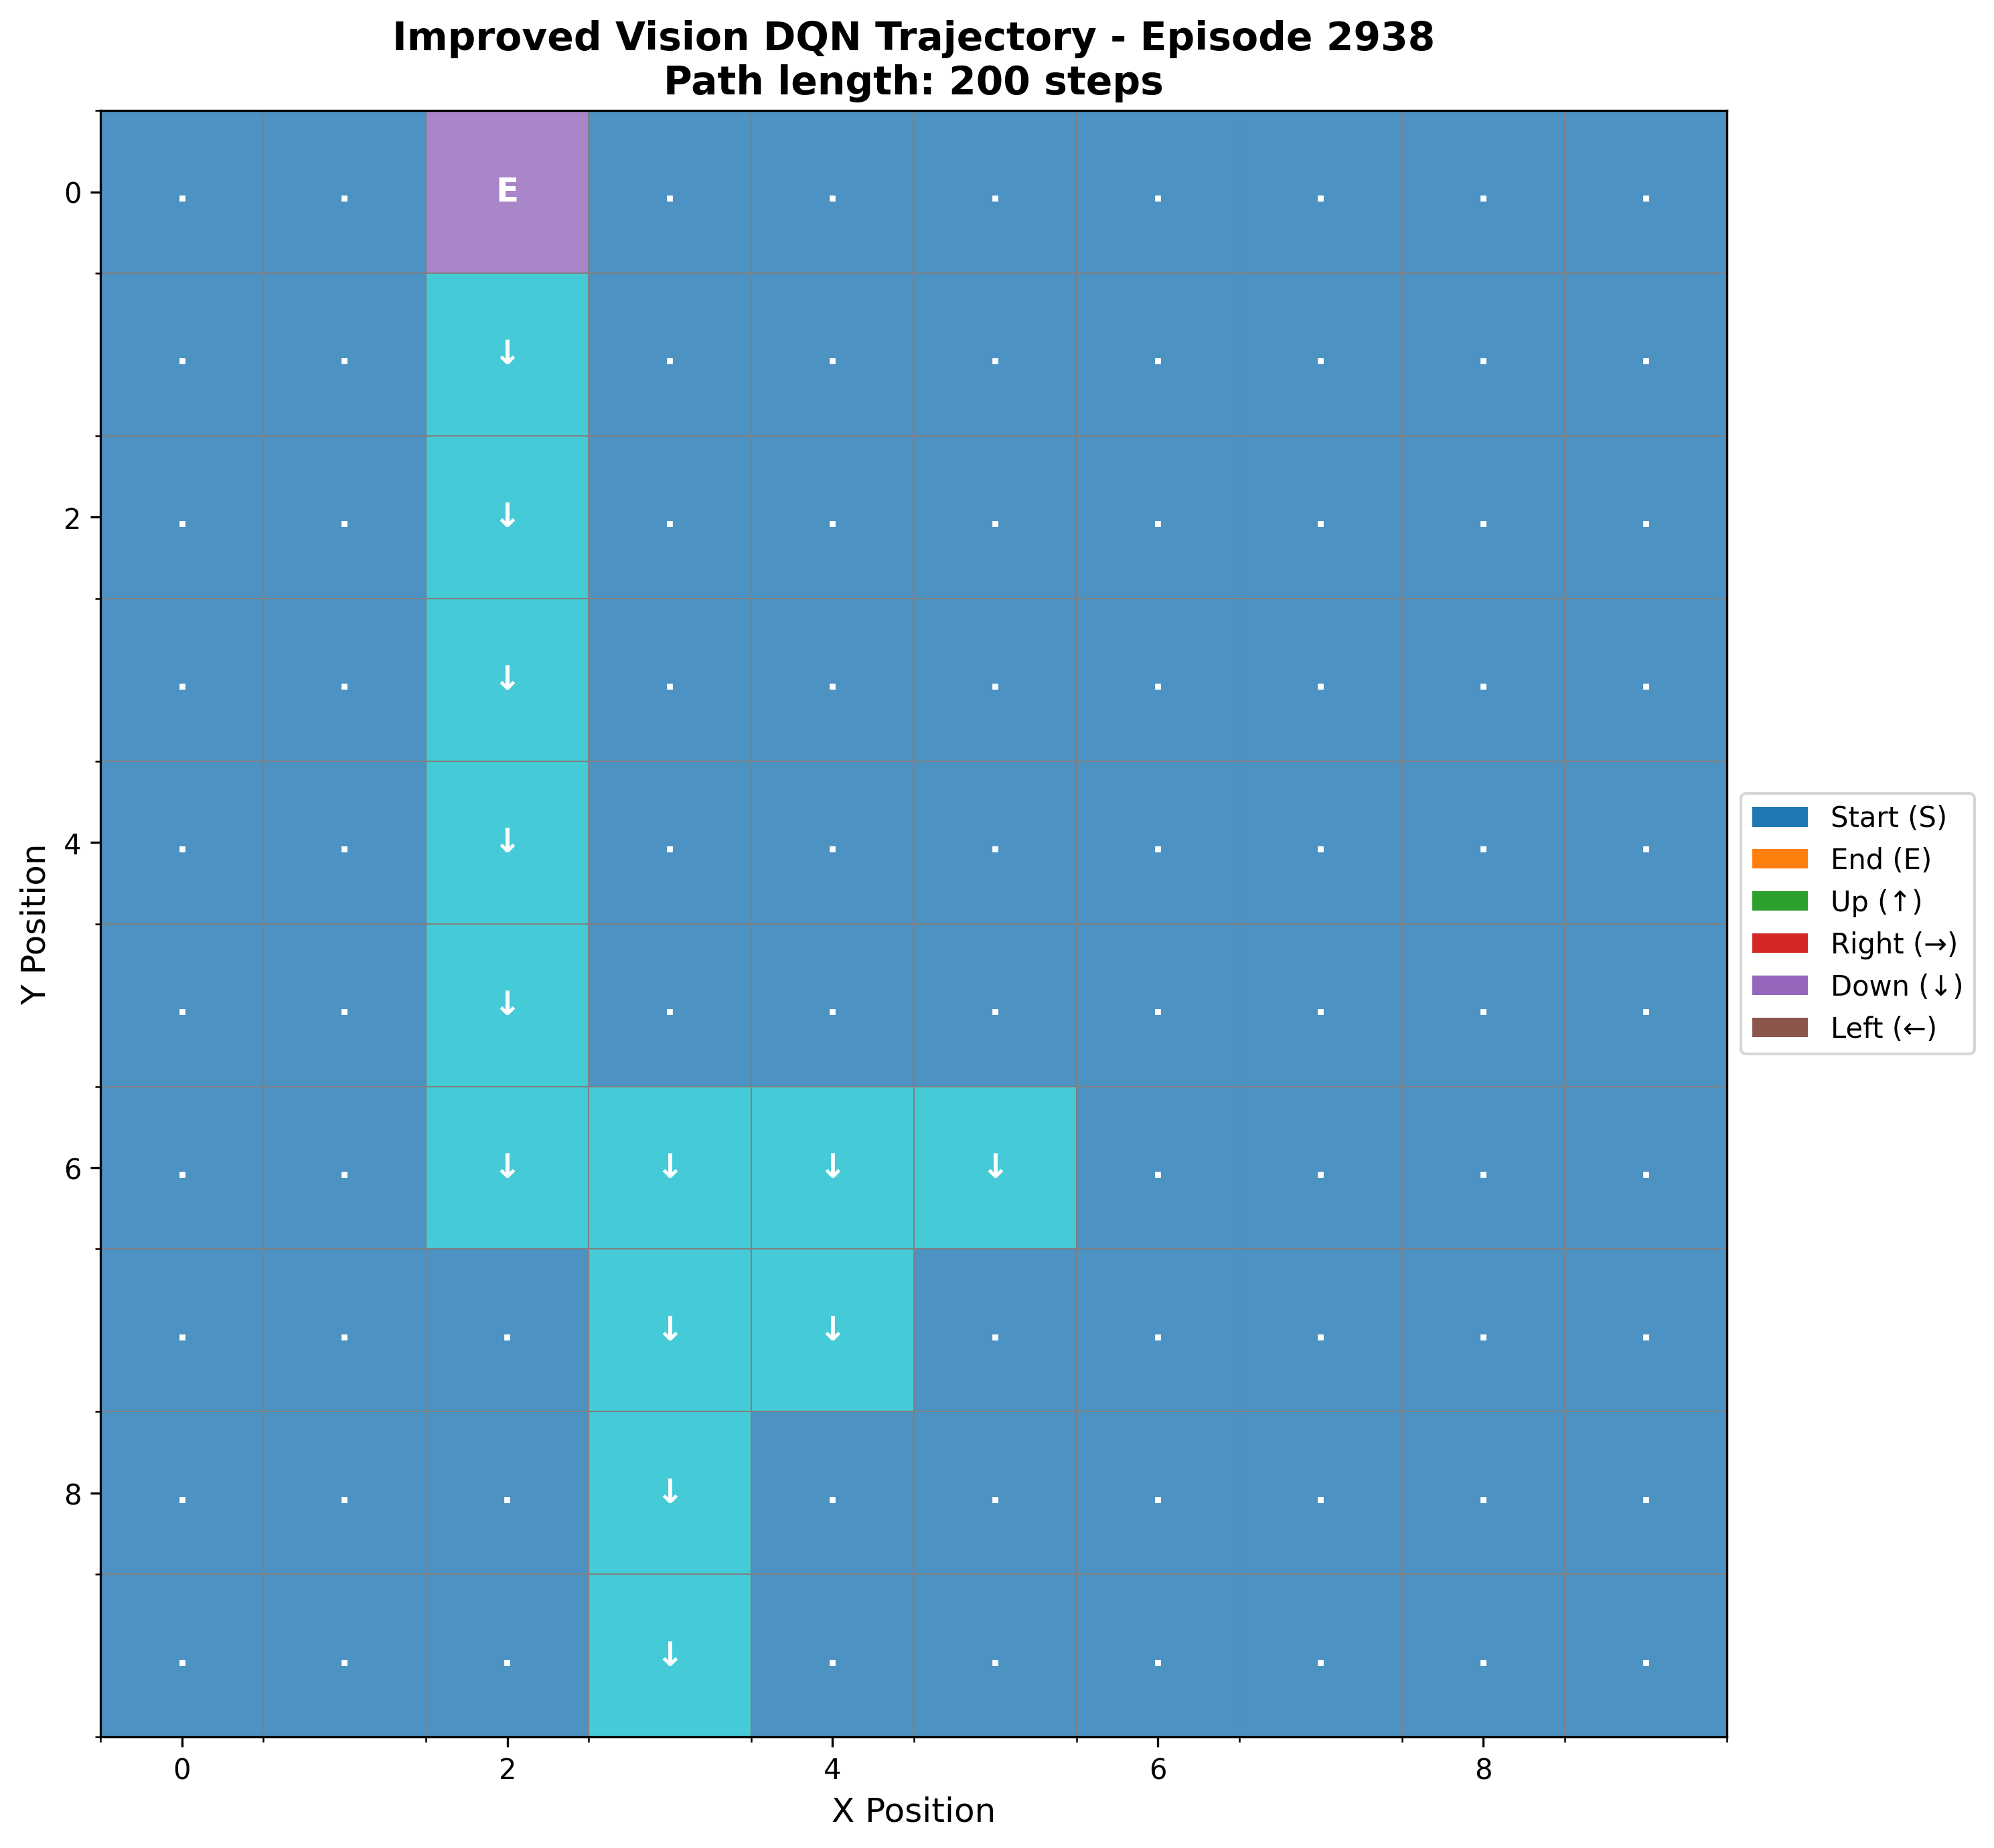 Improved Vision DQN Trajectory - Episode 2938
Path length: 200 steps
0 . . E . . . . . . .
. . ↓ . . . . . . .
2 . . ↓ . . . . . . .
. . ↓ . . . . . . .
4 . . ↓ . . . . . . .
. . ↓ . . . . . . .
6 . . ↓ ↓ ↓ ↓ . . . .
. . . ↓ ↓ . . . . .
8 . . . ↓ . . . . . .
. . . ↓ . . . . . .
0 2 4 6 8
X Position
Y Position
Start (S)
End (E)
Up (↑)
Right (→)
Down (↓)
Left (←)